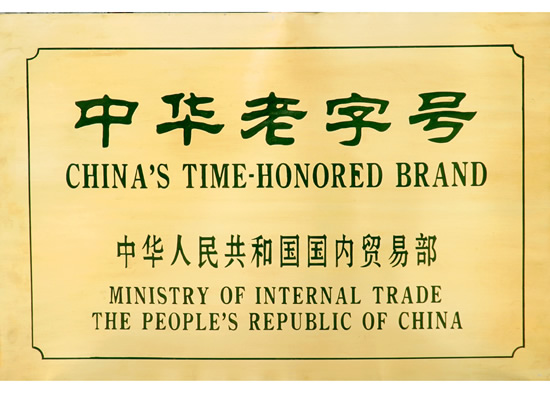 中华老字号
CHINA'S TIME-HONORED BRAND
中华人民共和国国内贸易部
MINISTRY OF INTERNAL TRADE
THE PEOPLE'S REPUBLIC OF CHINA